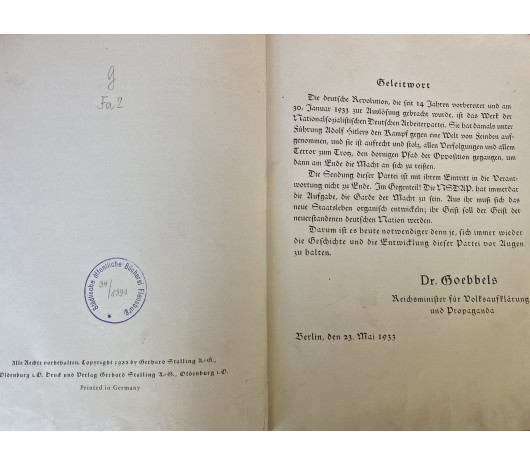 g
Fa2
Städtische öffentliche Bücherei Flensburg
34/1391
Alle Rechte vorbehalten. Copyright 1933 by Gerhard Stalling A.-G.,
Oldenburg i. O. Druck und Verlag Gerhard Stalling A.-G., Oldenburg i. O.
Printed in Germany
Geleitwort
Die deutsche Revolution, die seit 14 Jahren vorbereitet und am
30. Januar 1933 zur Auslösung gebracht wurde, ist das Werk der
Nationalsozialistischen Deutschen Arbeiterpartei. Sie hat damals unter
Führung Adolf Hitlers den Kampf gegen eine Welt von Feinden auf-
genommen, und sie ist aufrecht und stolz, allen Verfolgungen und allem
Terror zum Trotz, den dornigen Pfad der Opposition gegangen, um
dann am Ende die Macht an sich zu reißen.
Die Sendung dieser Partei ist mit ihrem Eintritt in die Verant-
wortung nicht zu Ende. Im Gegenteil! Die NSDAP. hat immerdar
die Aufgabe, die Garde der Macht zu sein. Aus ihr muß sich das
neue Staatsleben organisch entwickeln; ihr Geist soll der Geist der
neuerstandenen deutschen Nation werden.
Darum ist es heute notwendiger denn je, sich immer wieder
die Geschichte und die Entwicklung dieser Partei vor Augen
zu halten.
Dr. Goebbels
Reichsminister für Volksaufklärung
und Propaganda
Berlin, den 23. Mai 1933